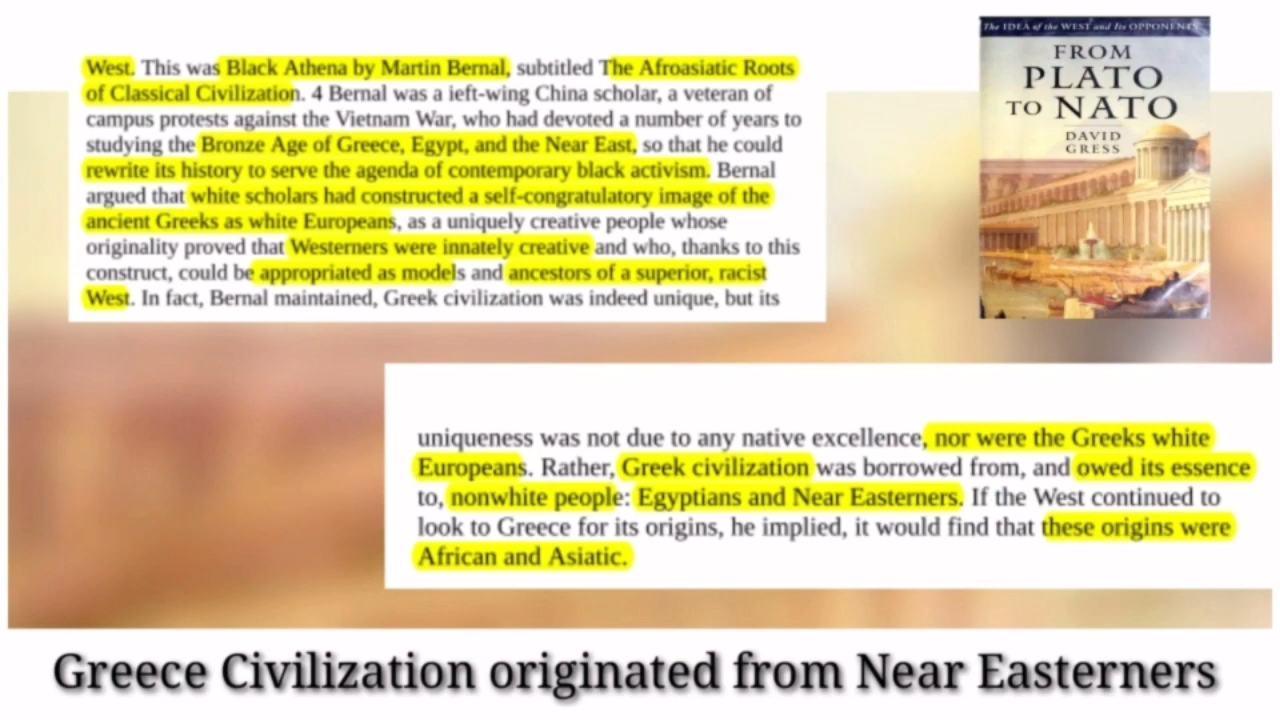 West. This was Black Athena by Martin Bernal, subtitled The Afroasiatic Roots
of Classical Civilization. 4 Bernal was a ieft-wing China scholar, a veteran of
campus protests against the Vietnam War, who had devoted a number of years to
studying the Bronze Age of Greece, Egypt, and the Near East, so that he could
rewrite its history to serve the agenda of contemporary black activism. Bernal
argued that white scholars had constructed a self-congratulatory image of the
ancient Greeks as white Europeans, as a uniquely creative people whose
originality proved that Westerners were innately creative and who, thanks to this
construct, could be appropriated as models and ancestors of a superior, racist
West. In fact, Bernal maintained, Greek civilization was indeed unique, but its
The IDEA of the WEST and Its OPPONENTS
FROM
PLATO
TO NATO
DAVID
GRESS
uniqueness was not due to any native excellence, nor were the Greeks white
Europeans. Rather, Greek civilization was borrowed from, and owed its essence
to, nonwhite people: Egyptians and Near Easterners. If the West continued to
look to Greece for its origins, he implied, it would find that these origins were
African and Asiatic.
Greece Civilization originated from Near Easterners